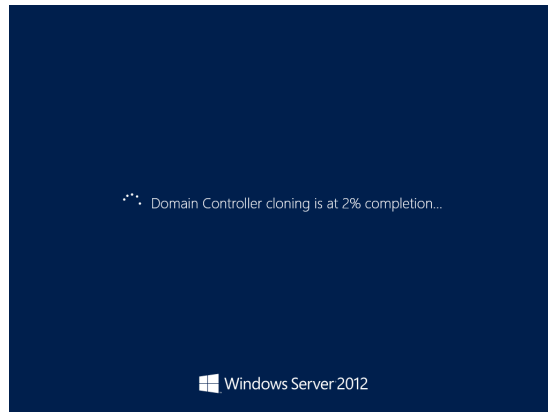 Domain Controller cloning is at 2% completion...
Windows Server 2012